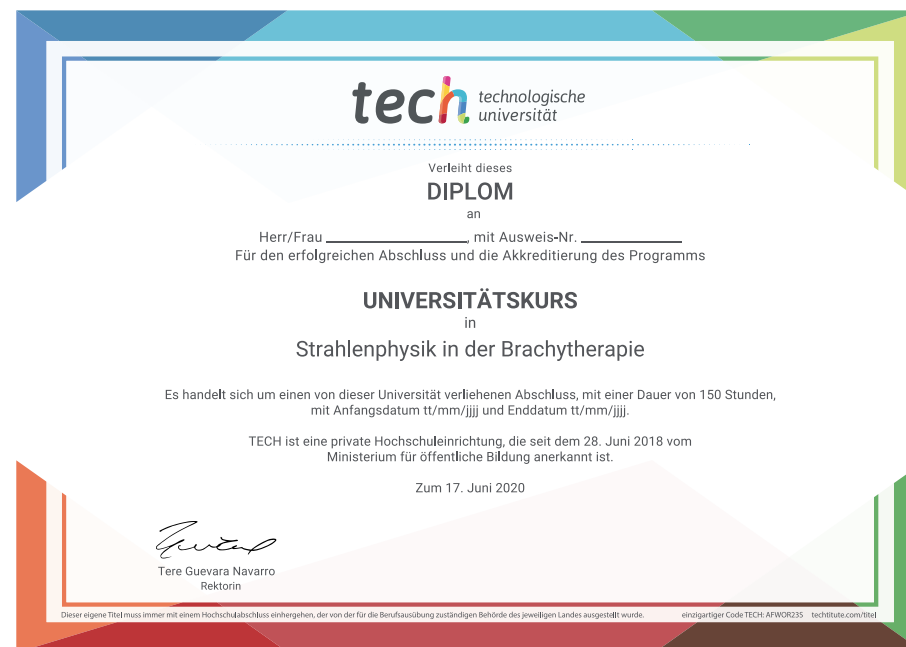 tech technologische
universität
Verleiht dieses
DIPLOM
an
Herr/Frau ____________________, mit Ausweis-Nr. ______________
Für den erfolgreichen Abschluss und die Akkreditierung des Programms
UNIVERSITÄTSKURS
in
Strahlenphysik in der Brachytherapie
Es handelt sich um einen von dieser Universität verliehenen Abschluss, mit einer Dauer von 150 Stunden,
mit Anfangsdatum tt/mm/jjjj und Enddatum tt/mm/jjjj.
TECH ist eine private Hochschuleinrichtung, die seit dem 28. Juni 2018 vom
Ministerium für öffentliche Bildung anerkannt ist.
Zum 17. Juni 2020
Tere Guevara Navarro
Rektorin
Dieser eigene Titel muss immer mit einem Hochschulabschluss einhergehen, der von der für die Berufsausübung zuständigen Behörde des jeweiligen Landes ausgestellt wurde. einzigartiger Code TECH: AFWOR235 techtitute.com/titel